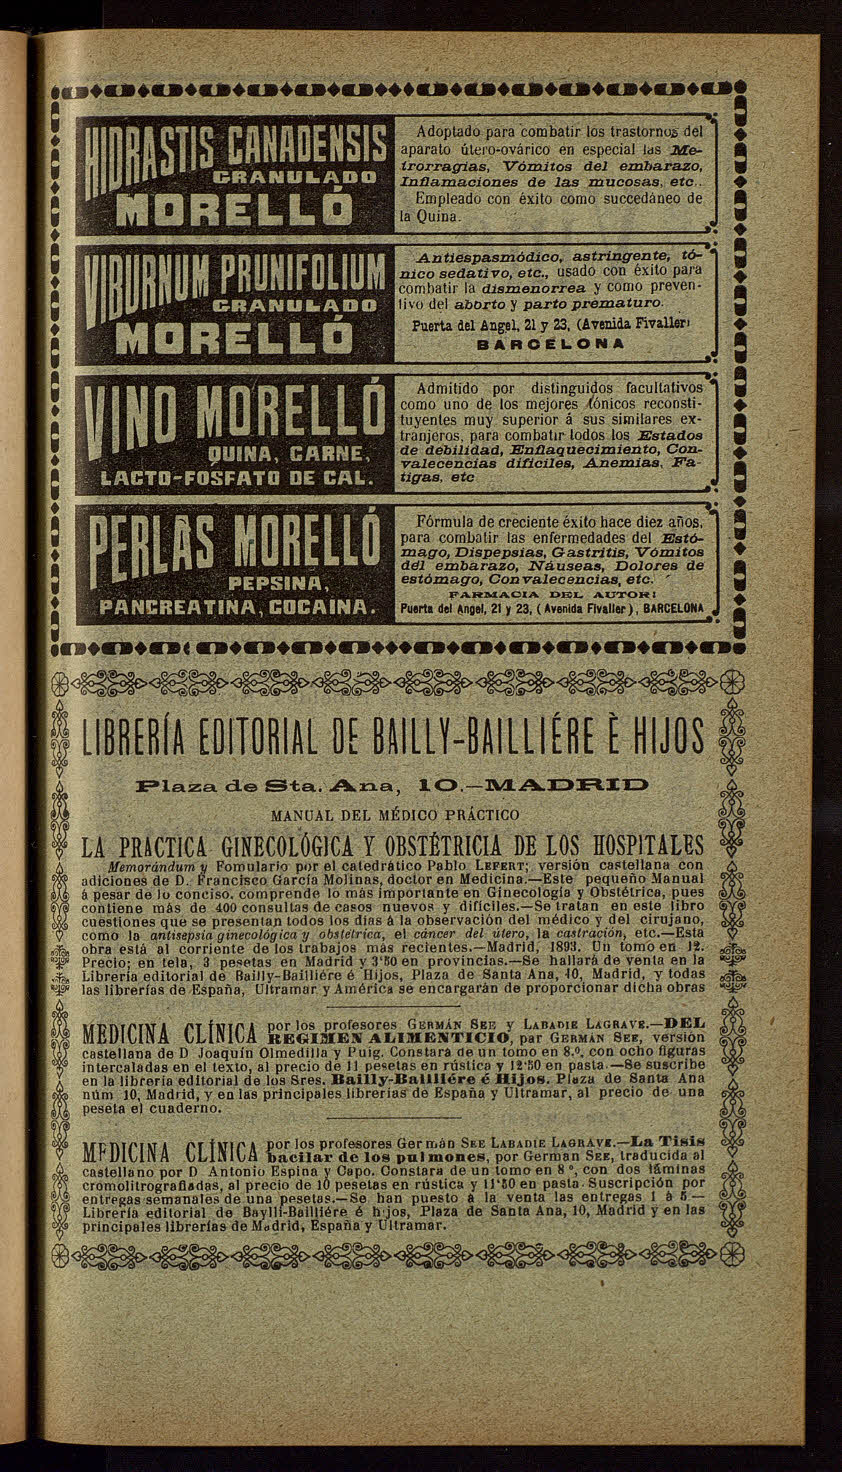 HIDRASTIS CANADENSIS
GRANULADO
MORELLÓ
Adoptado para combatir los trastornos del
aparato útero-ovárico en especial las Me-
trorragias, Vómitos del embarazo,
Inflamaciones de las mucosas, etc..
Empleado con éxito como succedáneo de
la Quina.
VIBURNUM PRUNIFOLIUM
GRANULADO
MORELLÓ
Antiespasmódico, astringente, tó-
nico sedativo, etc., usado con éxito para
combatir la dismenorrea y como preven-
tivo del aborto y parto prematuro.
Puerta del Angel, 21 y 23, (Avenida Fivaller)
BARCELONA
VINO MORELLÓ
QUINA, CARNE,
LACTO-FOSFATO DE CAL.
Admitido por distinguidos facultativos
como uno de los mejores tónicos reconsti-
tuyentes muy superior á sus similares ex-
tranjeros, para combatir todos los Estados
de debilidad, Enflaquecimiento, Con-
valecencias difíciles, Anemias, Fa-
tigas, etc
PERLAS MORELLÓ
PEPSINA,
PANCREATINA, COCAINA.
Fórmula de creciente éxito hace diez años,
para combatir las enfermedades del Estó-
mago, Dispepsias, Gastritis, Vómitos
del embarazo, Náuseas, Dolores de
estómago, Convalecencias, etc.
FARMACIA DEL AUTOR:
Puerta del Angel, 21 y 23, (Avenida Fivaller), BARCELONA
LIBRERÍA EDITORIAL DE BAILLY-BAILLIÉRE È HIJOS
Plaza de Sta. Ana, 10.—MADRID
MANUAL DEL MÉDICO PRÁCTICO
LA PRACTICA GINECOLÓGICA Y OBSTÉTRICIA DE LOS HOSPITALES
Memorándum y Fomulario por el catedrático Pablo LEFERT; versión castellana con
adiciones de D. Francisco García Molinas, doctor en Medicina.—Este pequeño Manual
á pesar de lo conciso, comprende lo más importante en Ginecología y Obstétrica, pues
contiene más de 400 consultas de casos nuevos y difíciles.—Se tratan en este libro
cuestiones que se presentan todos los días á la observación del médico y del cirujano,
como la antisepsia ginecológica y obstétrica, el cáncer del útero, la castración, etc.—Esta
obra está al corriente de los trabajos más recientes.—Madrid, 1893. Un tomo en 12.
Precio; en tela, 3 pesetas en Madrid y 3'50 en provincias.—Se hallará de venta en la
Librería editorial de Bailly-Bailliére é Hijos, Plaza de Santa Ana, 10, Madrid, y todas
las librerías de España, Ultramar y América se encargarán de proporcionar dicha obras
MEDICINA CLÍNICA por los profesores GERMÁN SEE y LABADIE LAGRAVE.—DEL
REGIMEN ALIMENTICIO, par GERMAN SEE, versión
castellana de D Joaquín Olmedilla y Puig. Constará de un tomo en 8.º, con ocho figuras
intercaladas en el texto, al precio de 11 pesetas en rústica y 12'50 en pasta.—Se suscribe
en la librería editorial de los Sres. Bailly-Bailliére é Hijos. Plaza de Santa Ana
núm 10, Madrid, y en las principales librerías de España y Ultramar, al precio de una
peseta el cuaderno.
MEDICINA CLÍNICA por los profesores Germán SEE LABADIE LAGRAVE.—La Tisis
bacilar de los pulmones, por German SEE, traducida al
castellano por D Antonio Espina y Capo. Constara de un tomo en 8º, con dos láminas
cromolitrografiadas, al precio de 10 pesetas en rústica y 11'50 en pasta. Suscripción por
entregas semanales de una pesetas.—Se han puesto á la venta las entregas 1 á 5—
Librería editorial de Baylli-Bailliére é hijos, Plaza de Santa Ana, 10, Madrid y en las
principales librerías de Madrid, España y Ultramar.